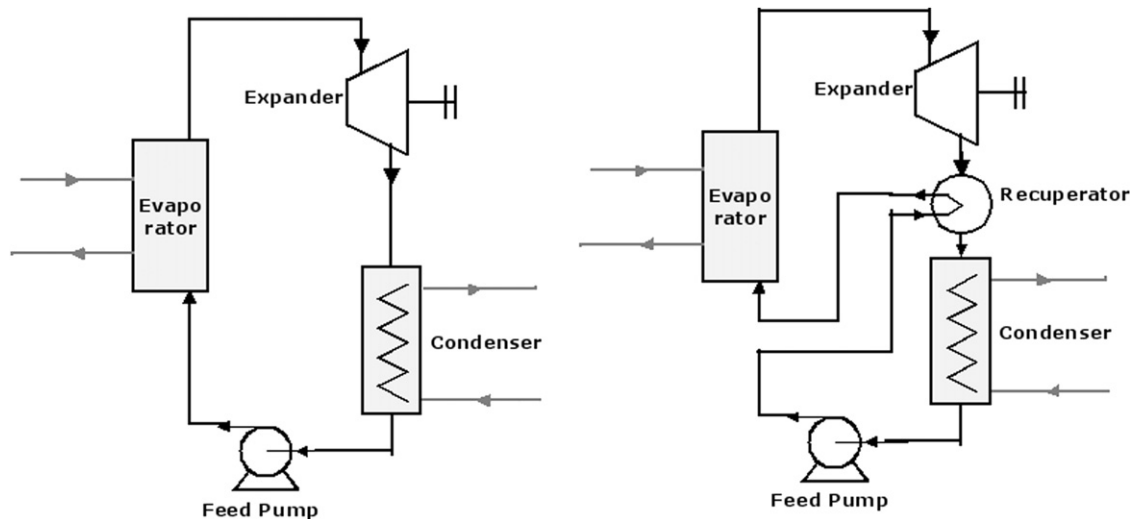 Expander
Evapo
rator
Condenser
Feed Pump
Expander
Recuperator
Evapo
rator
Condenser
Feed Pump